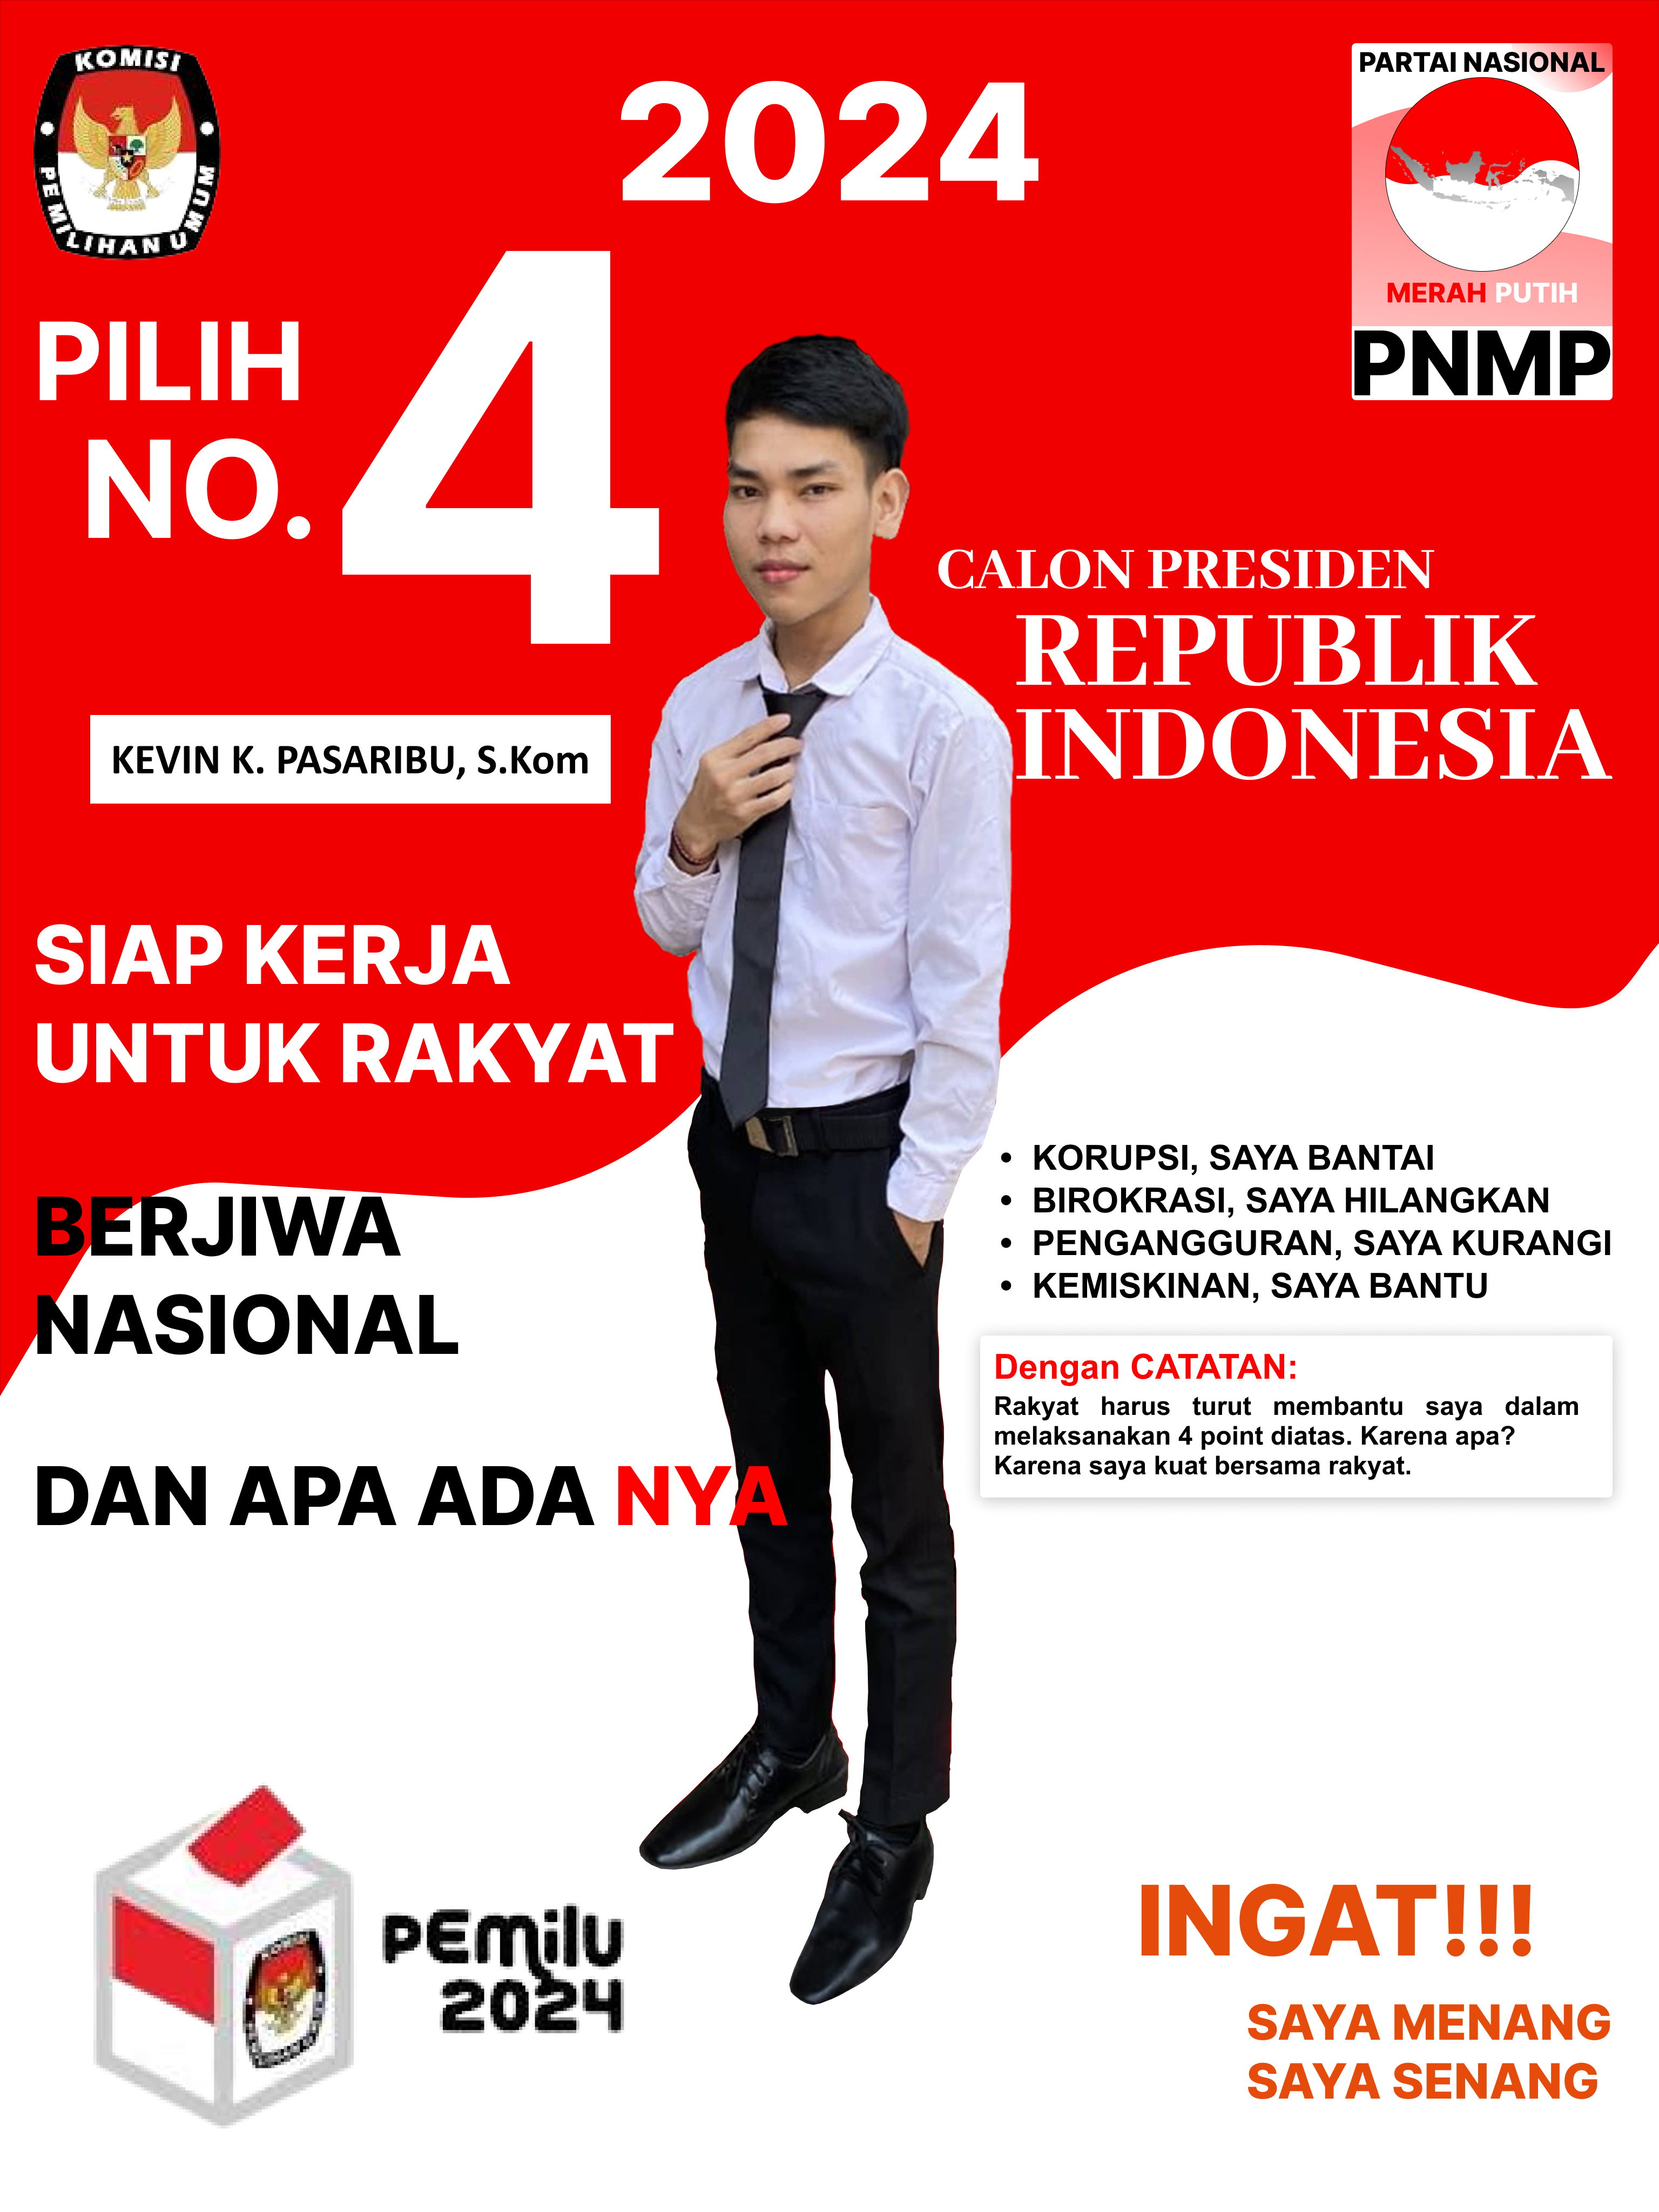 KOMISI
PEMILIHAN UMUM
2024
PARTAI NASIONAL
MERAH PUTIH
PNMP
PILIH
NO.
4
KEVIN K. PASARIBU, S.Kom
CALON PRESIDEN
REPUBLIK
INDONESIA
SIAP KERJA
UNTUK RAKYAT
BERJIWA
NASIONAL
DAN APA ADA NYA
• KORUPSI, SAYA BANTAI
• BIROKRASI, SAYA HILANGKAN
• PENGANGGURAN, SAYA KURANGI
• KEMISKINAN, SAYA BANTU
Dengan CATATAN:
Rakyat harus turut membantu saya dalam
melaksanakan 4 point diatas. Karena apa?
Karena saya kuat bersama rakyat.
KOMISI
PEMILU
2024
INGAT!!!
SAYA MENANG
SAYA SENANG